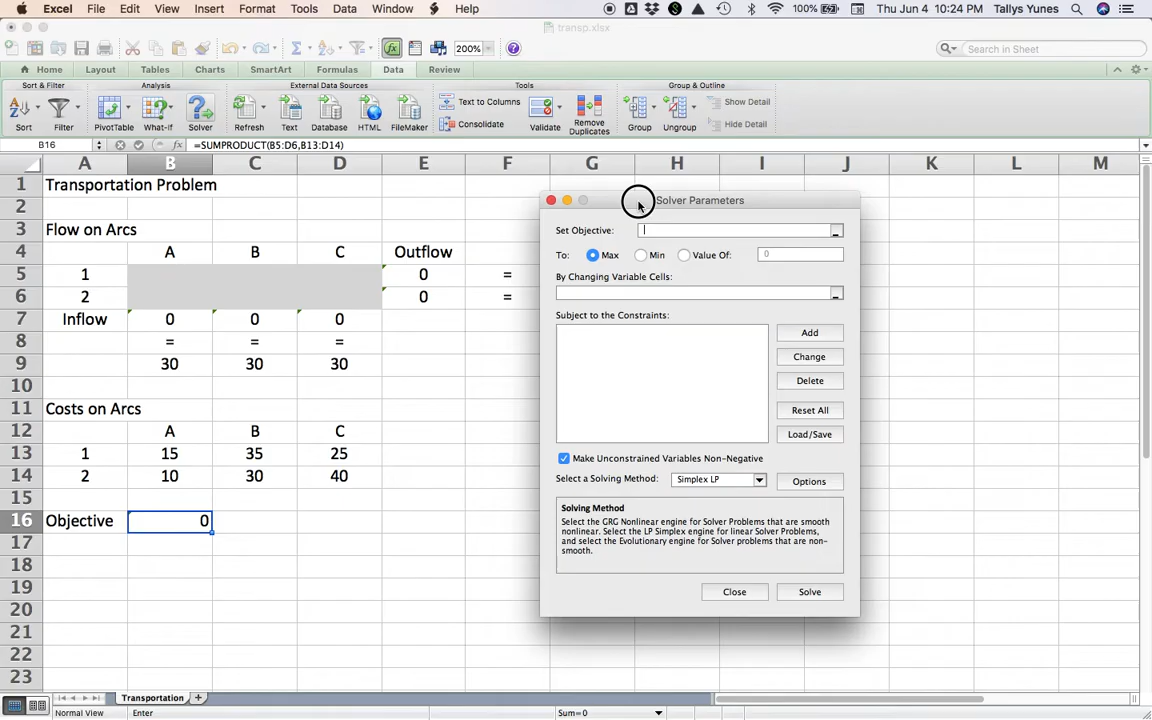 Excel File Edit View Insert Format Tools Data Window Help 100% Thu Jun 4 10:24 PM Tallys Yunes
transp.xlsx
200% Search in Sheet
Home Layout Tables Charts SmartArt Formulas Data Review
Sort & Filter Analysis External Data Sources Tools Group & Outline
Text to Columns Show Detail
Consolidate Hide Detail
Sort Filter PivotTable What-If Solver Refresh Text Database HTML FileMaker Validate Remove Duplicates Group Ungroup
B16 fx =SUMPRODUCT(B5:D6,B13:D14)
A B C D E F G H I J K L M
1 Transportation Problem
2
3 Flow on Arcs
4 A B C Outflow
5 1 0 =
6 2 0 =
7 Inflow 0 0 0
8 = = =
9 30 30 30
10
11 Costs on Arcs
12 A B C
13 1 15 35 25
14 2 10 30 40
15
16 Objective 0
17
18
19
20
21
22
23
Solver Parameters
Set Objective:
To: Max Min Value Of: 0
By Changing Variable Cells:
Subject to the Constraints:
Add
Change
Delete
Reset All
Load/Save
Make Unconstrained Variables Non-Negative
Select a Solving Method: Simplex LP Options
Solving Method
Select the GRG Nonlinear engine for Solver Problems that are smooth
nonlinear. Select the LP Simplex engine for linear Solver Problems,
and select the Evolutionary engine for Solver problems that are non-
smooth.
Close Solve
Transportation
Normal View Enter Sum=0